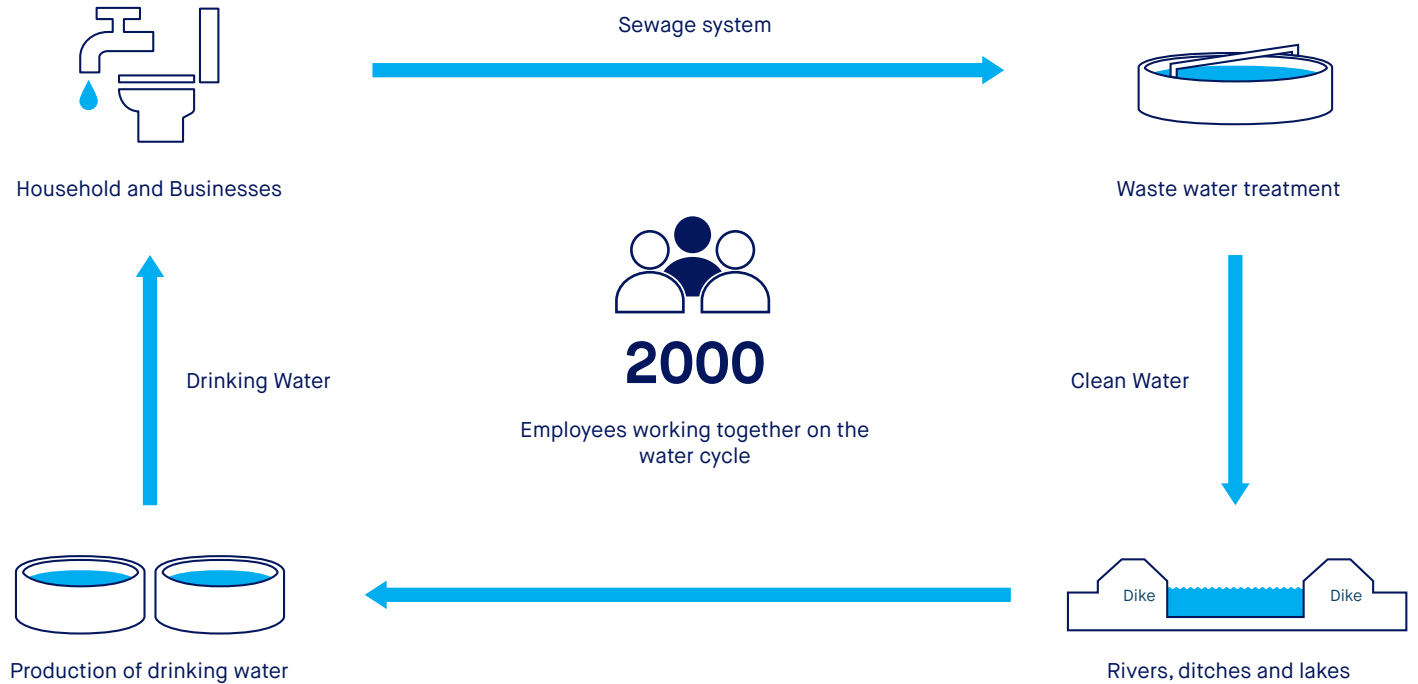 Sewage system
Household and Businesses
Waste water treatment
2000
Drinking Water
Clean Water
Employees working together on the
water cycle
Dike
Dike
Production of drinking water
Rivers, ditches and lakes